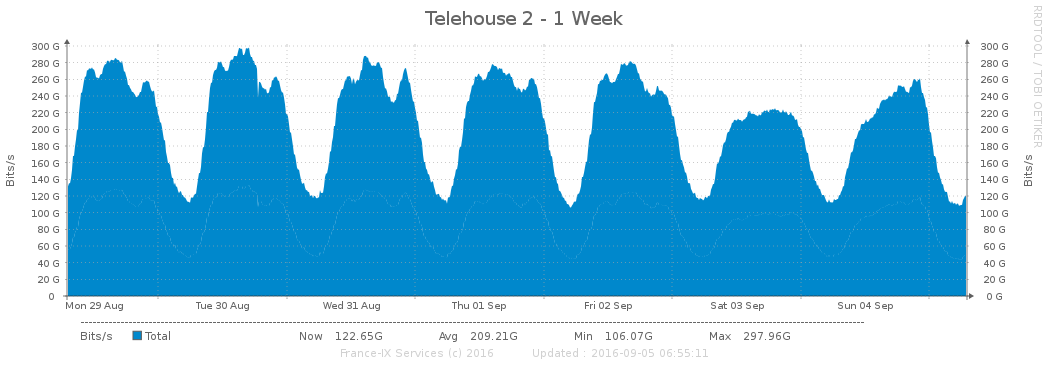 Telehouse 2 - 1 Week
RRDTOOL / TOBI OETIKER
Bits/s
300 G 300 G
280 G 280 G
260 G 260 G
240 G 240 G
220 G 220 G
200 G 200 G
180 G 180 G
160 G 160 G
140 G 140 G
120 G 120 G
100 G 100 G
80 G 80 G
60 G 60 G
40 G 40 G
20 G 20 G
0 0 G
Bits/s
Mon 29 Aug Tue 30 Aug Wed 31 Aug Thu 01 Sep Fri 02 Sep Sat 03 Sep Sun 04 Sep
Bits/s Total Now 122.65G Avg 209.21G Min 106.07G Max 297.96G
France-IX Services (c) 2016 Updated : 2016-09-05 06:55:11